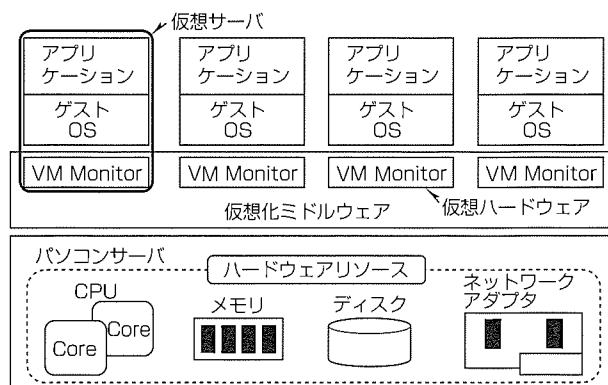 仮想サーバ
アプリ
ケーション
アプリ
ケーション
アプリ
ケーション
アプリ
ケーション
ゲスト
OS
ゲスト
OS
ゲスト
OS
ゲスト
OS
VM Monitor
VM Monitor
VM Monitor
VM Monitor
仮想化ミドルウェア
仮想ハードウェア
パソコンサーバ
ハードウェアリソース
CPU
Core
Core
メモリ
ディスク
ネットワーク
アダプタ